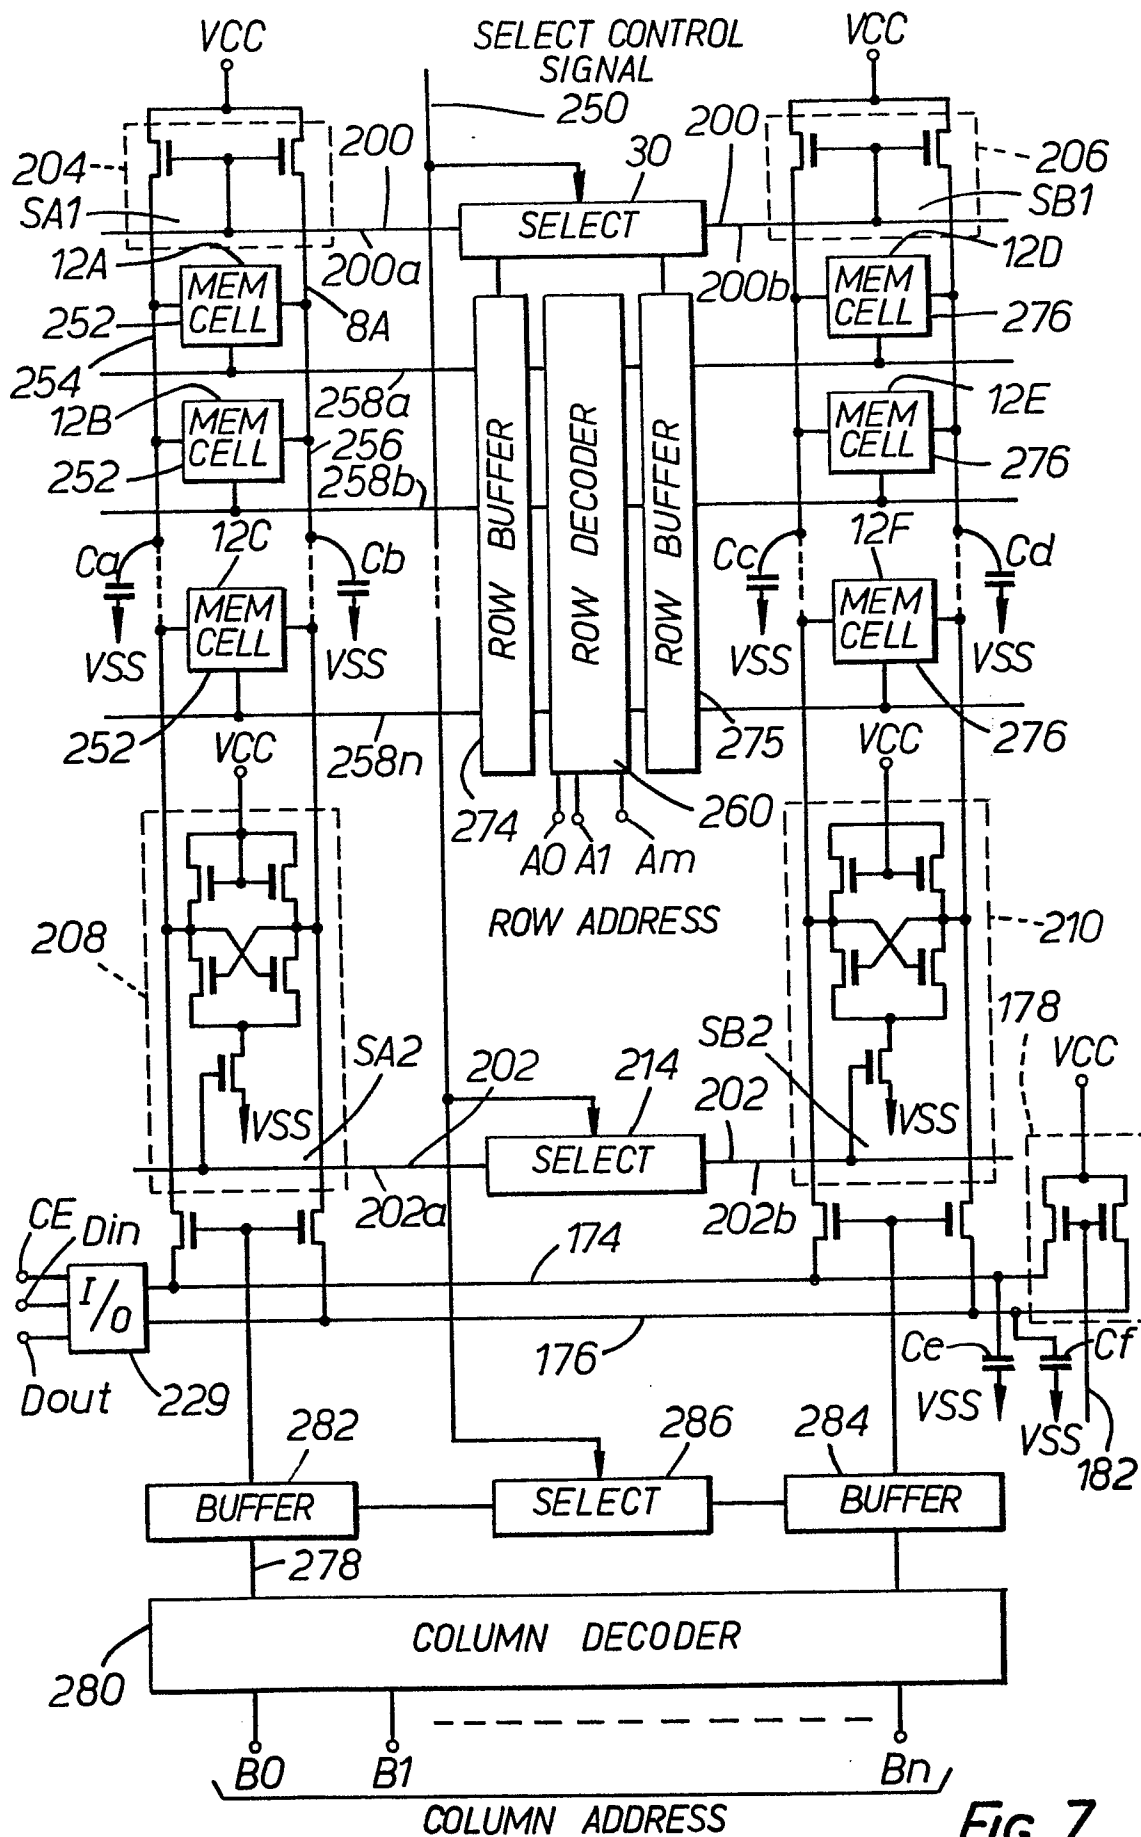 VCC
SELECT CONTROL
SIGNAL
VCC
250
204
200
30
200
206
SA1
SELECT
SB1
12A
200a
200b
12D
MEM
CELL
252
8A
MEM
CELL
276
254
258a
12B
MEM
CELL
256
12E
MEM
CELL
252
258b
276
ROW BUFFER
ROW DECODER
ROW BUFFER
Ca
12C
Cb
Cc
12F
Cd
MEM
CELL
MEM
CELL
VSS
VSS
VSS
VSS
252
VCC
258n
275
VCC
276
274
260
A0
A1
Am
ROW ADDRESS
208
210
178
SA2
202
214
SB2
202
VCC
VSS
VSS
SELECT
202a
202b
CE
Din
174
I/O
176
Ce
Cf
Dout
229
VSS
VSS
182
282
286
284
BUFFER
SELECT
BUFFER
278
COLUMN DECODER
280
B0
B1
Bn
COLUMN ADDRESS
FIG. 7